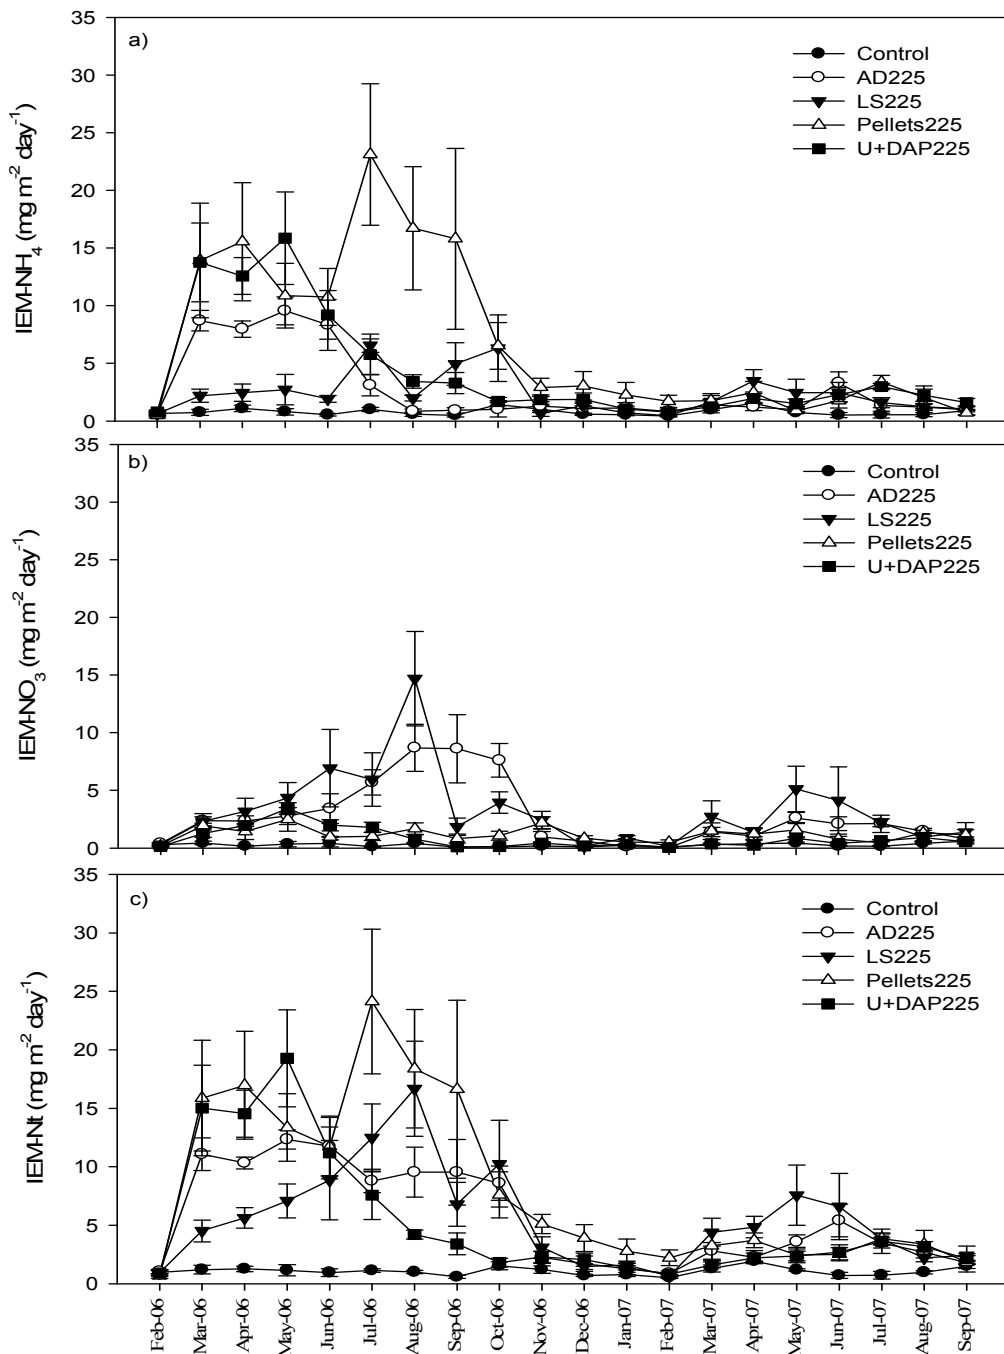 a)
Control
AD225
LS225
Pellets225
U+DAP225
35
30
25
20
15
10
5
0
IEM-NH₄ (mg m⁻² day⁻¹)
b)
Control
AD225
LS225
Pellets225
U+DAP225
35
30
25
20
15
10
5
0
IEM-NO₃ (mg m⁻² day⁻¹)
c)
Control
AD225
LS225
Pellets225
U+DAP225
35
30
25
20
15
10
5
0
IEM-Nt (mg m⁻² day⁻¹)
Feb-06
Mar-06
Apr-06
May-06
Jun-06
Jul-06
Aug-06
Sep-06
Oct-06
Nov-06
Dec-06
Jan-07
Feb-07
Mar-07
Apr-07
May-07
Jun-07
Jul-07
Aug-07
Sep-07